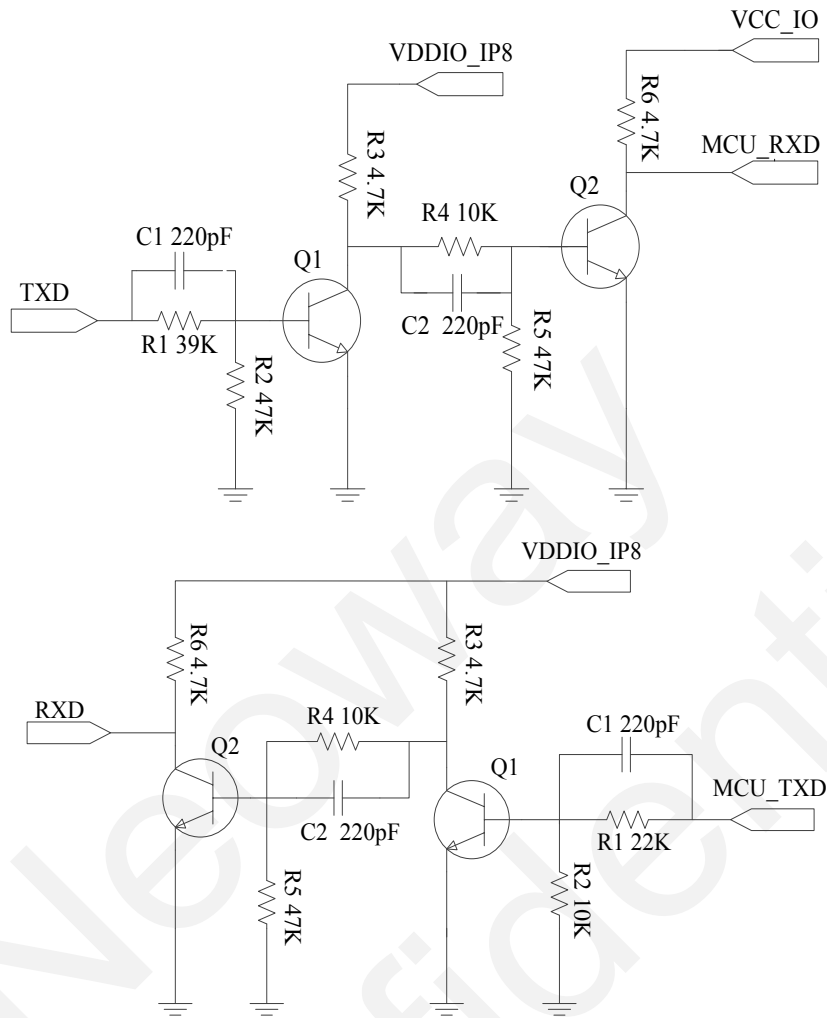 VCC_IO
VDDIO_IP8
R6 4.7K
MCU_RXD
R3 4.7K
Q2
R4 10K
C1 220pF
Q1
TXD
C2 220pF
R1 39K
R5 47K
R2 47K
VDDIO_IP8
R6 4.7K
R3 4.7K
RXD
R4 10K
C1 220pF
Q2
Q1
MCU_TXD
C2 220pF
R1 22K
R5 47K
R2 10K
Neoway